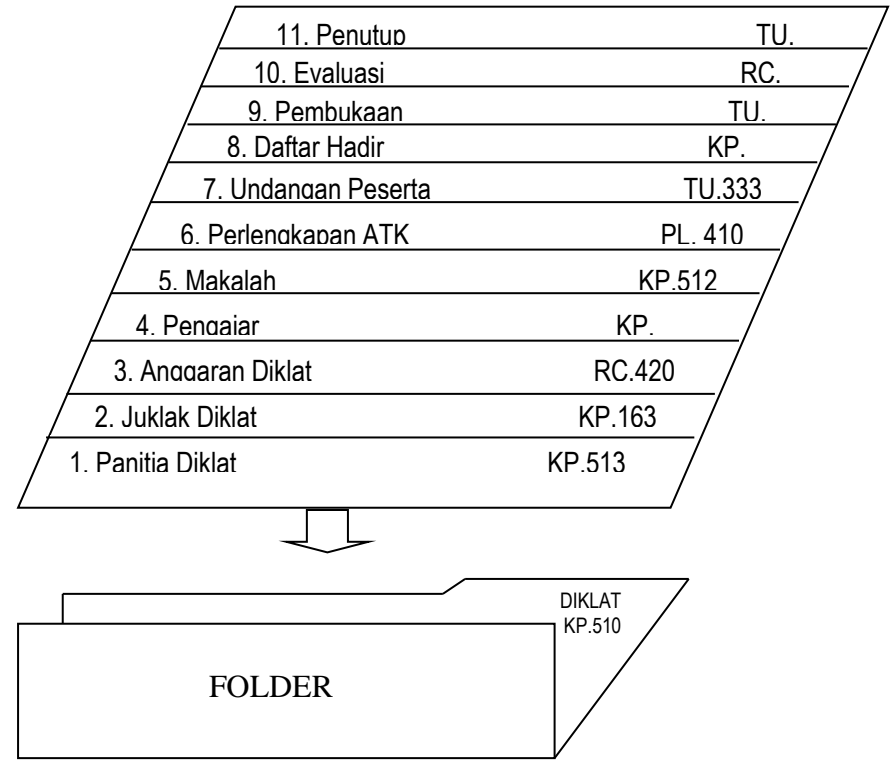 11. Penutup TU.
10. Evaluasi RC.
9. Pembukaan TU.
8. Daftar Hadir KP.
7. Undangan Peserta TU.333
6. Perlengkapan ATK PL. 410
5. Makalah KP.512
4. Pengajar KP.
3. Anggaran Diklat RC.420
2. Juklak Diklat KP.163
1. Panitia Diklat KP.513
DIKLAT
KP.510
FOLDER